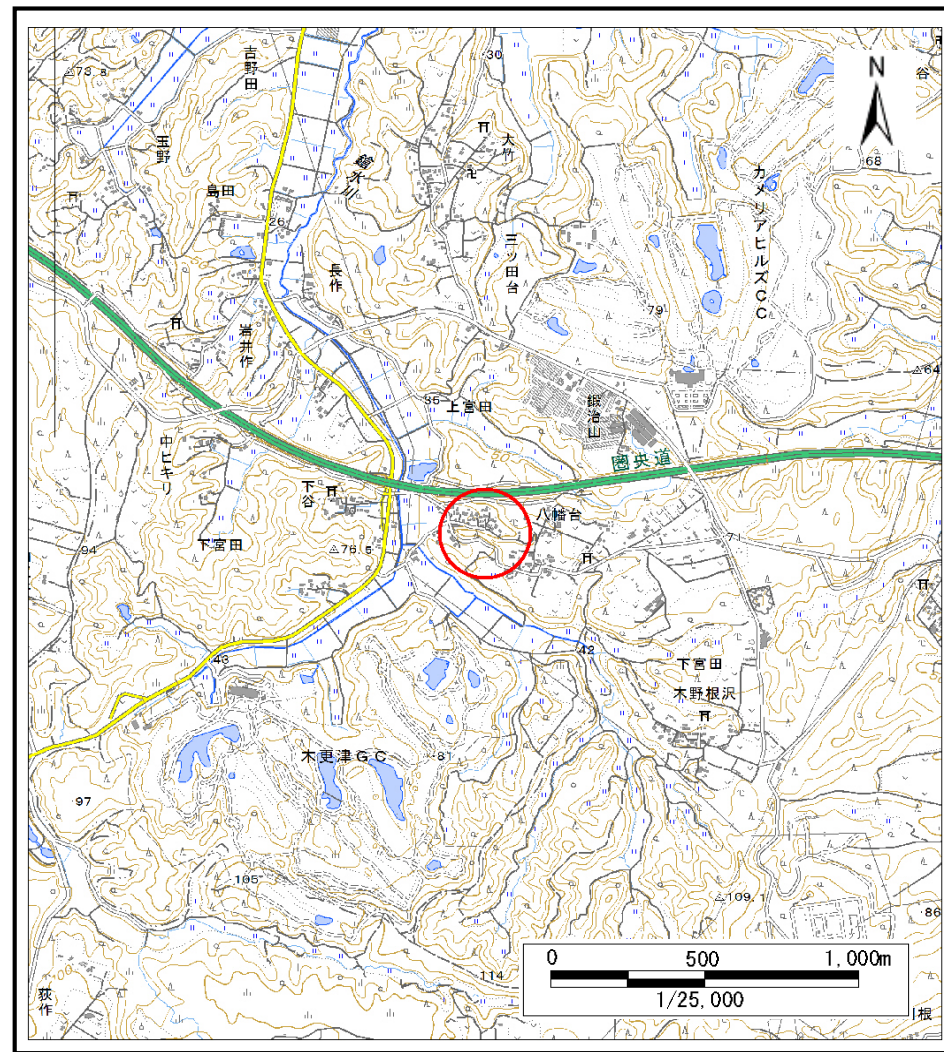 吉野田
・30
谷
△73.8
N
玉野
大竹
68
島田
鎗水川
カメリアヒルズCC
26
三ツ田台
長作
79
岩井作
△64
35
上宮田
鍛治山
中ヒキリ
圏央道
下谷
八幡台
94
下宮田
△76.5
71
43
42
下宮田
木野根沢
木更津GC
・81
・97
・105
△109.1
86
0 500 1,000m
114
1/25,000
荻作
根